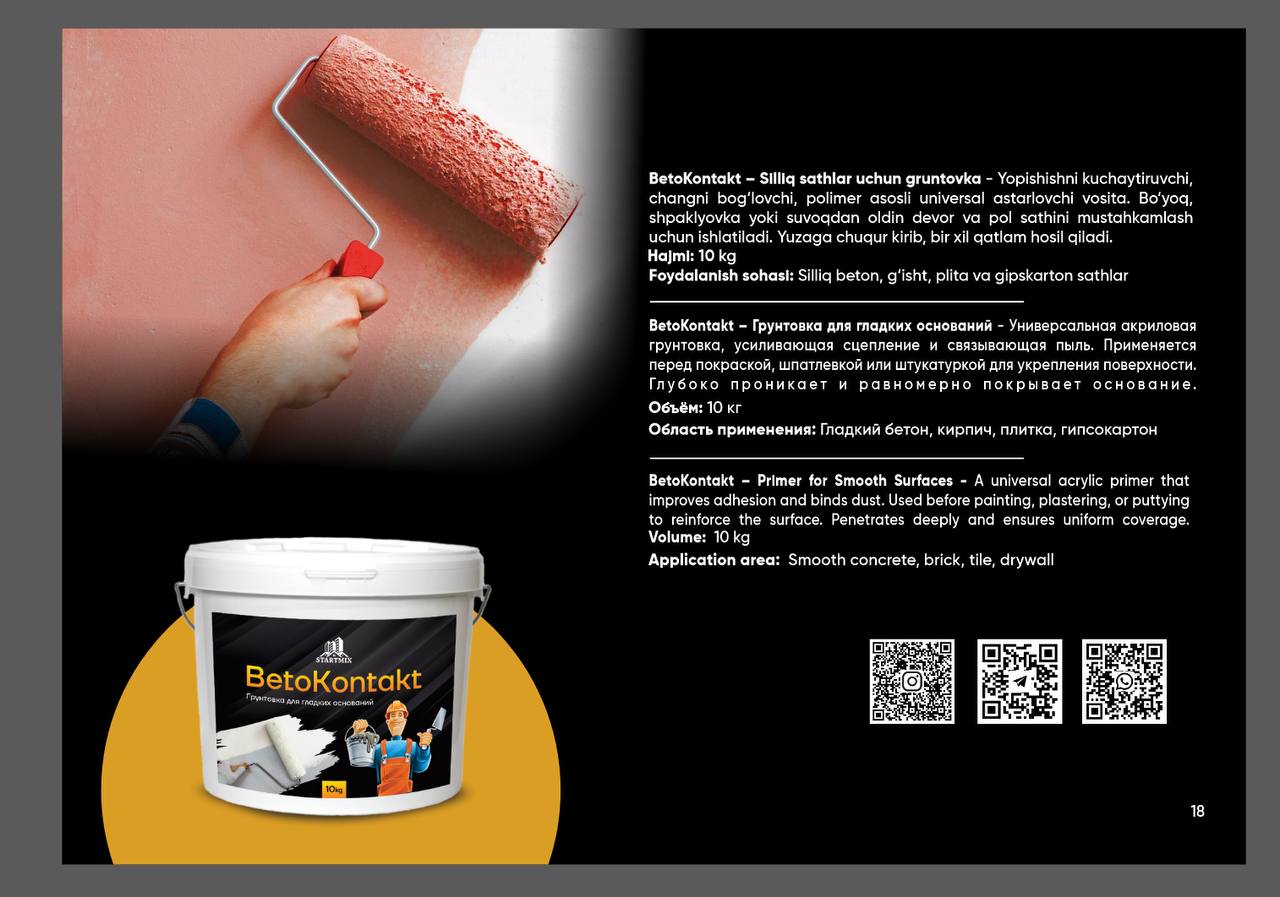 BetoKontakt – Silliq sathlar uchun gruntovka - Yopishishni kuchaytiruvchi,
changni bog‘lovchi, polimer asosli universal astarlovchi vosita. Bo‘yoq,
shpaklyovka yoki suvoqdan oldin devor va pol sathini mustahkamlash
uchun ishlatiladi. Yuzaga chuqur kirib, bir xil qatlam hosil qiladi.
Hajmi: 10 kg
Foydalanish sohasi: Silliq beton, g‘isht, plita va gipskarton sathlar
BetoKontakt – Грунтовка для гладких оснований - Универсальная акриловая
грунтовка, усиливающая сцепление и связывающая пыль. Применяется
перед покраской, шпатлевкой или штукатуркой для укрепления поверхности.
Глубоко проникает и равномерно покрывает основание.
Объём: 10 кг
Область применения: Гладкий бетон, кирпич, плитка, гипсокартон
BetoKontakt – Primer for Smooth Surfaces - A universal acrylic primer that
improves adhesion and binds dust. Used before painting, plastering, or puttying
to reinforce the surface. Penetrates deeply and ensures uniform coverage.
Volume: 10 kg
Application area: Smooth concrete, brick, tile, drywall
STARTMIX
BetoKontakt
Грунтовка для гладких оснований
10kg
18